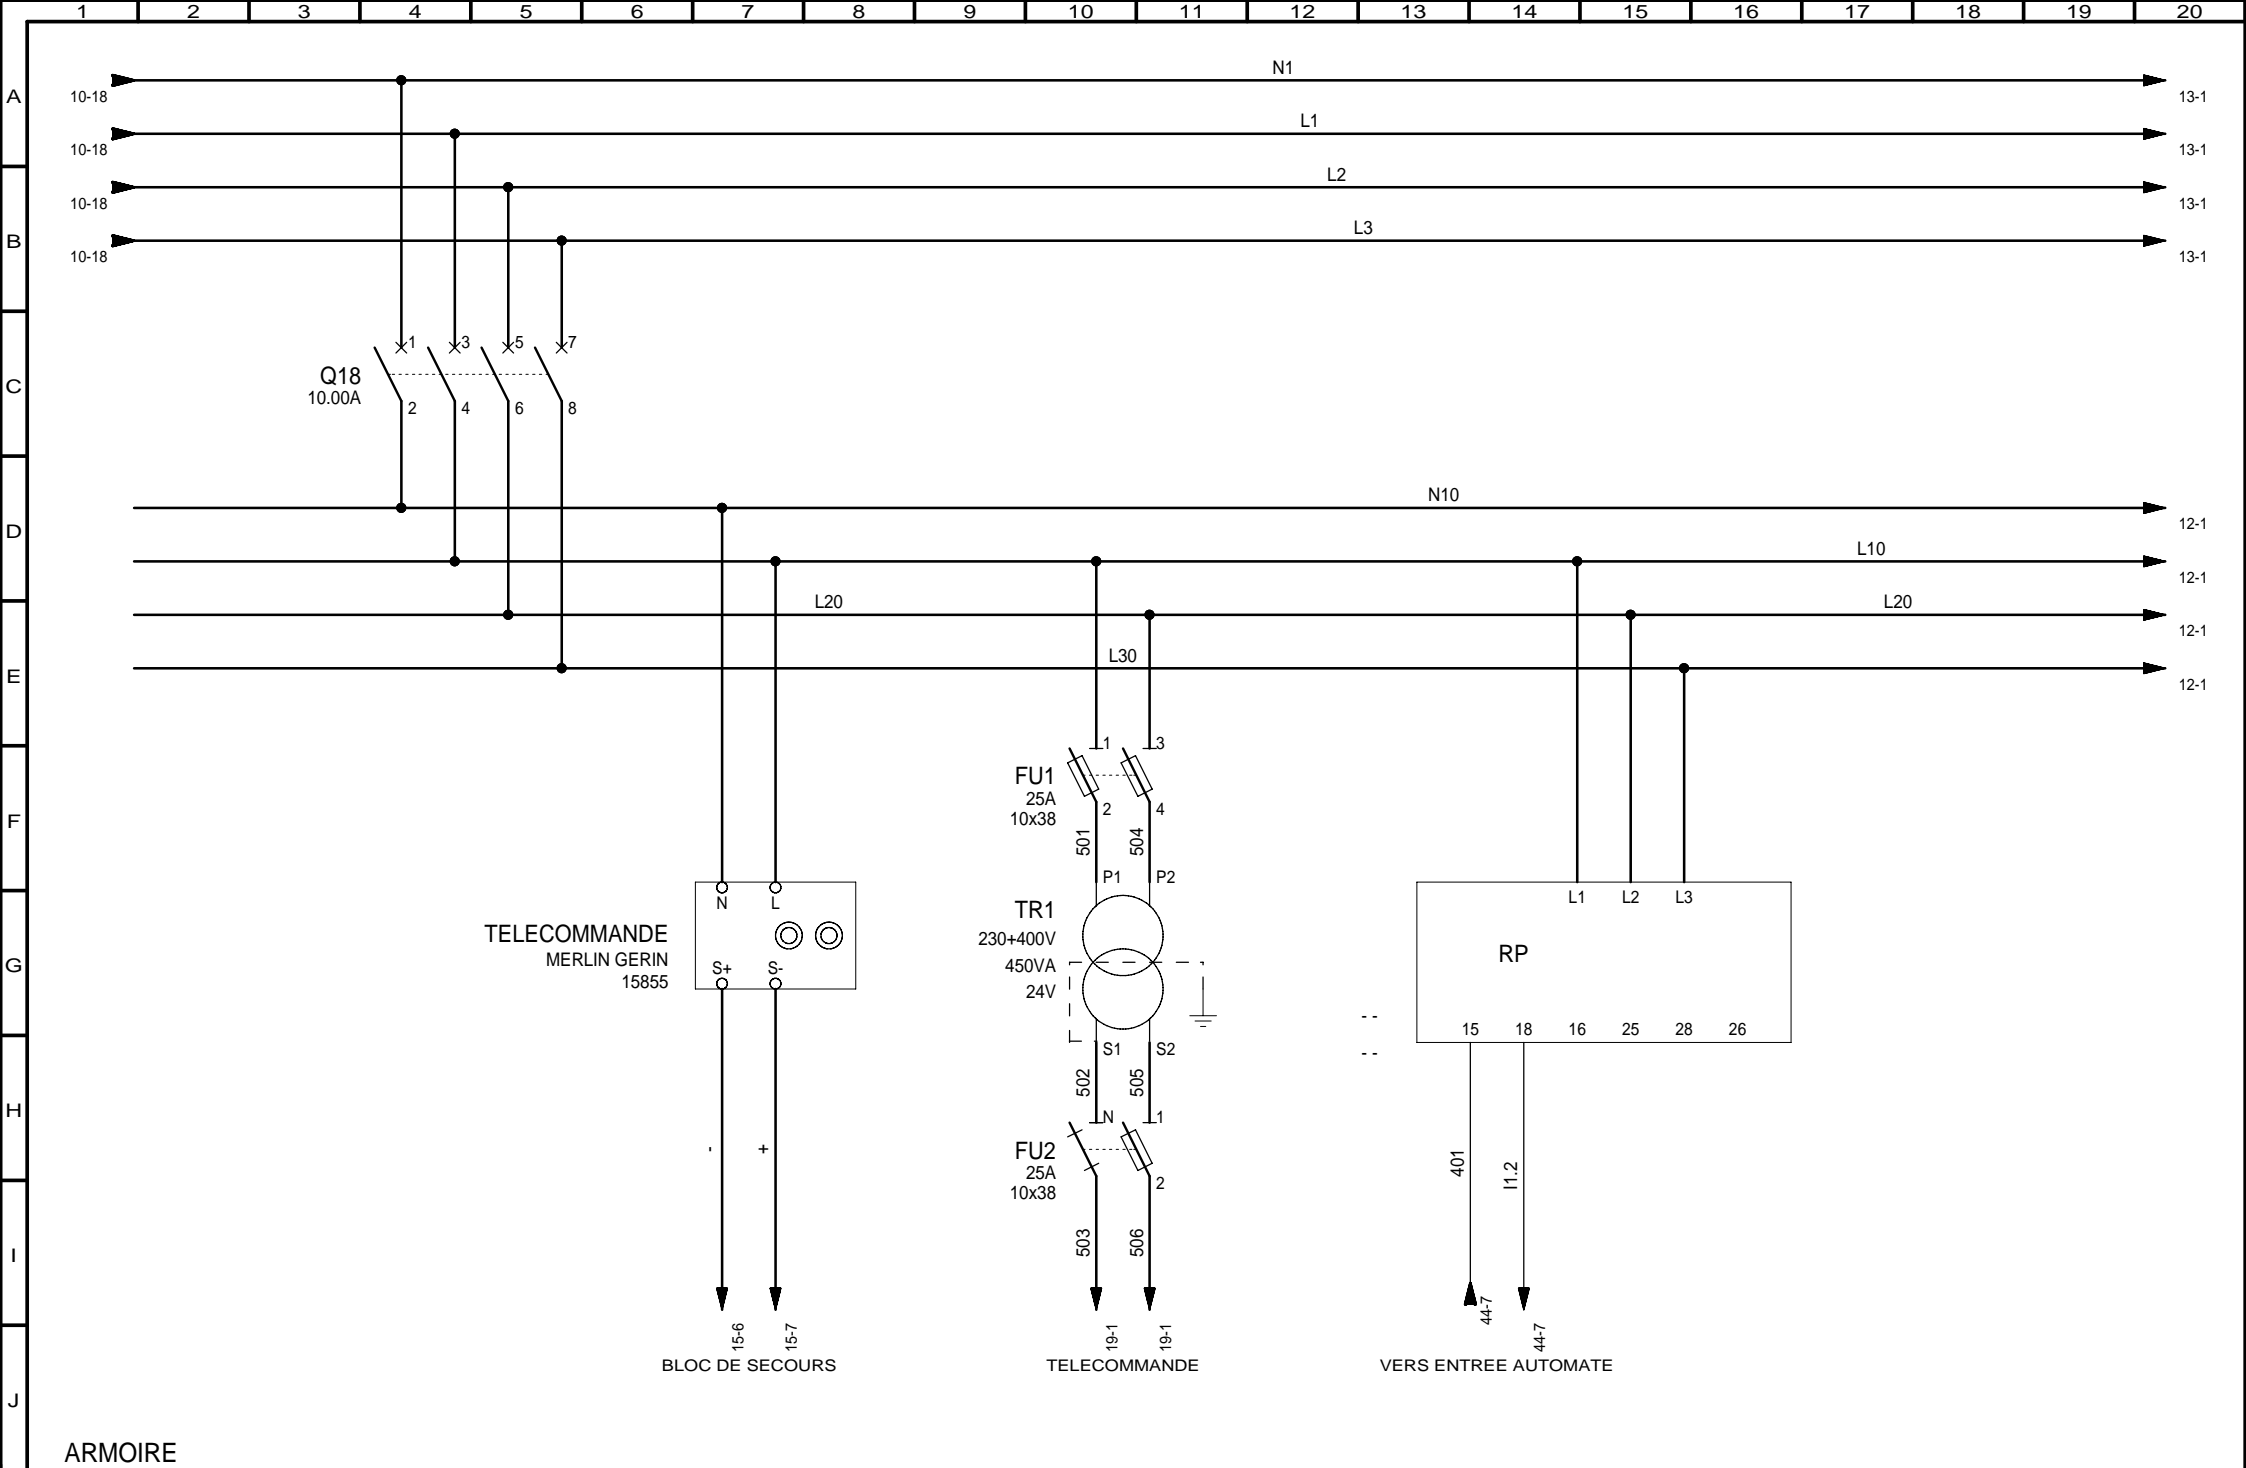 1 2 3 4 5 6 7 8 9 10 11 12 13 14 15 16 17 18 19 20
N1
A 10-18 13-1
L1
10-18 13-1
L2
10-18 13-1
L3
B
10-18 13-1
1 3 5 7
Q18
C
10.00A
2 4 6 8
N10
D 12-1
L10
12-1
L20 L20
12-1
L30
E
12-1
1 3
FU1
25A
2 4
10x38
F
501 504
P1 P2
N L L1 L2 L3
TR1
TELECOMMANDE
230+400V
RP
MERLIN GERIN
G
450VA
S+ S-
15855
24V
- -
15 18 16 25 28 26
S1 S2
- -
502 505
H
N 1
FU2
- +
25A
10x38
2
401 I1.2
503 506
I
44-7
15-6 15-7 19-1 19-1 44-7
BLOC DE SECOURS TELECOMMANDE VERS ENTREE AUTOMATE
J
ARMOIRE